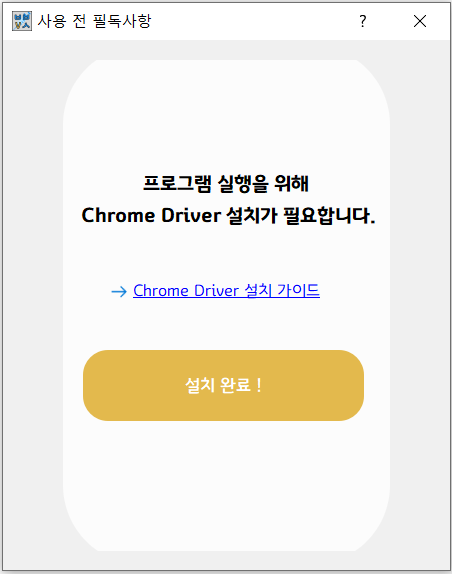 사용 전 필독사항
프로그램 실행을 위해
Chrome Driver 설치가 필요합니다.
→ Chrome Driver 설치 가이드
설치 완료 !